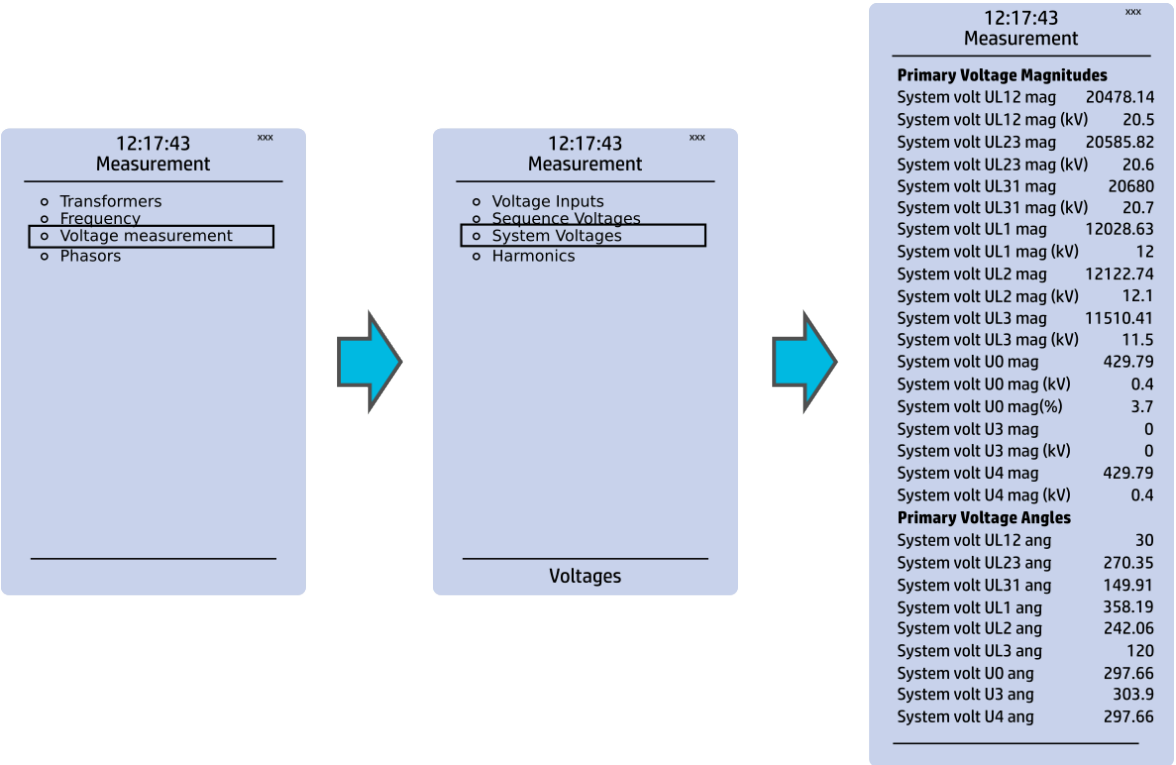 12:17:43 xxx
Measurement
Transformers
Frequency
Voltage measurement
Phasors
12:17:43 xxx
Measurement
Voltage Inputs
Sequence Voltages
System Voltages
Harmonics
Voltages
12:17:43 xxx
Measurement
Primary Voltage Magnitudes
System volt UL12 mag 20478.14
System volt UL12 mag (kV) 20.5
System volt UL23 mag 20585.82
System volt UL23 mag (kV) 20.6
System volt UL31 mag 20680
System volt UL31 mag (kV) 20.7
System volt UL1 mag 12028.63
System volt UL1 mag (kV) 12
System volt UL2 mag 12122.74
System volt UL2 mag (kV) 12.1
System volt UL3 mag 11510.41
System volt UL3 mag (kV) 11.5
System volt U0 mag 429.79
System volt U0 mag (kV) 0.4
System volt U0 mag(%) 3.7
System volt U3 mag 0
System volt U3 mag (kV) 0
System volt U4 mag 429.79
System volt U4 mag (kV) 0.4
Primary Voltage Angles
System volt UL12 ang 30
System volt UL23 ang 270.35
System volt UL31 ang 149.91
System volt UL1 ang 358.19
System volt UL2 ang 242.06
System volt UL3 ang 120
System volt U0 ang 297.66
System volt U3 ang 303.9
System volt U4 ang 297.66